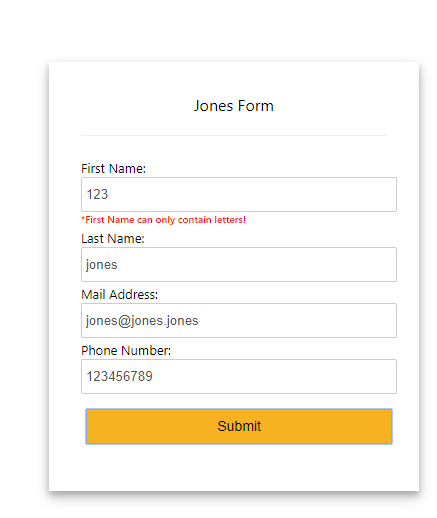 Jones Form
First Name:
123
*First Name can only contain letters!
Last Name:
jones
Mail Address:
jones@jones.jones
Phone Number:
123456789
Submit